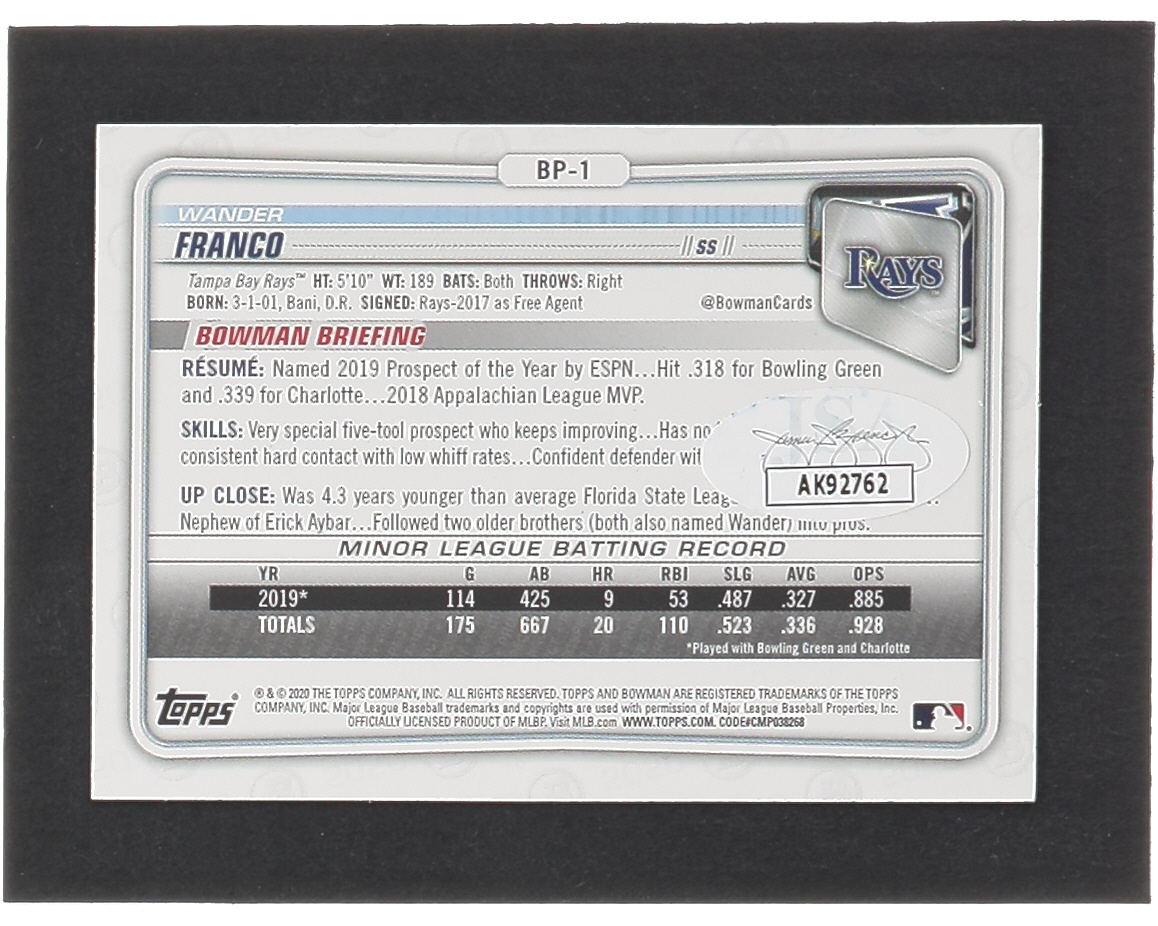 BP-1
WANDER
FRANCO // SS //
RAYS
Tampa Bay Rays™ HT: 5'10" WT: 189 BATS: Both THROWS: Right
BORN: 3-1-01, Bani, D.R. SIGNED: Rays-2017 as Free Agent @BowmanCards
BOWMAN BRIEFING
RÉSUMÉ: Named 2019 Prospect of the Year by ESPN...Hit .318 for Bowling Green
and .339 for Charlotte...2018 Appalachian League MVP.
SKILLS: Very special five-tool prospect who keeps improving...Has
consistent hard contact with low whiff rates...Confident defender
JSA
AK92762
UP CLOSE: Was 4.3 years younger than average Florida State
Nephew of Erick Aybar...Followed two older brothers (both also named Wander) into pros.
MINOR LEAGUE BATTING RECORD
YR G AB HR RBI SLG AVG OPS
2019* 114 425 9 53 .487 .327 .885
TOTALS 175 667 20 110 .523 .336 .928
*Played with Bowling Green and Charlotte
Topps®
® & © 2020 THE TOPPS COMPANY, INC. ALL RIGHTS RESERVED. TOPPS AND BOWMAN ARE REGISTERED TRADEMARKS OF THE TOPPS
COMPANY, INC. Major League Baseball trademarks and copyrights are used with permission of Major League Baseball Properties, Inc.
OFFICIALLY LICENSED PRODUCT OF MLBP. Visit MLB.com WWW.TOPPS.COM. CODE#CMP038268